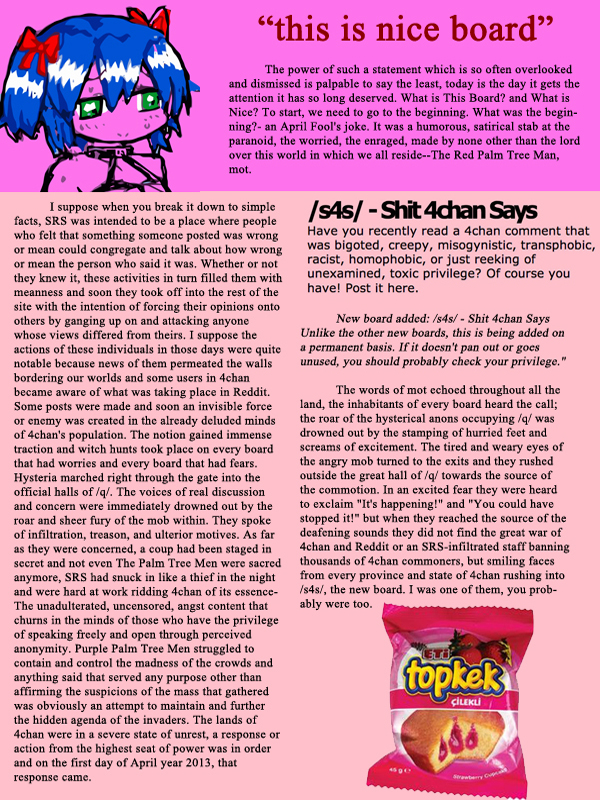 “this is nice board”
The power of such a statement which is so often overlooked
and dismissed is palpable to say the least, today is the day it gets the
attention it has so long deserved. What is This Board? and What is
Nice? To start, we need to go to the beginning. What was the begin-
ning?- an April Fool's joke. It was a humorous, satirical stab at the
paranoid, the worried, the enraged, made by none other than the lord
over this world in which we all reside--The Red Palm Tree Man,
mot.
I suppose when you break it down to simple
facts, SRS was intended to be a place where people
who felt that something someone posted was wrong
or mean could congregate and talk about how wrong
or mean the person who said it was. Whether or not
they knew it, these activities in turn filled them with
meanness and soon they took off into the rest of the
site with the intention of forcing their opinions onto
others by ganging up on and attacking anyone
whose views differed from theirs. I suppose the
actions of these individuals in those days were quite
notable because news of them permeated the walls
bordering our worlds and some users in 4chan
became aware of what was taking place in Reddit.
Some posts were made and soon an invisible force
or enemy was created in the already deluded minds
of 4chan's population. The notion gained immense
traction and witch hunts took place on every board
that had worries and every board that had fears.
Hysteria marched right through the gate into the
official halls of /q/. The voices of real discussion
and concern were immediately drowned out by the
roar and sheer fury of the mob within. They spoke
of infiltration, treason, and ulterior motives. As far
as they were concerned, a coup had been staged in
secret and not even The Palm Tree Men were sacred
anymore, SRS had snuck in like a thief in the night
and were hard at work ridding 4chan of its essence-
The unadulterated, uncensored, angst content that
churns in the minds of those who have the privilege
of speaking freely and open through perceived
anonymity. Purple Palm Tree Men struggled to
contain and control the madness of the crowds and
anything said that served any purpose other than
affirming the suspicions of the mass that gathered
was obviously an attempt to maintain and further
the hidden agenda of the invaders. The lands of
4chan were in a severe state of unrest, a response or
action from the highest seat of power was in order
and on the first day of April year 2013, that
response came.
/s4s/ - Shit 4chan Says
Have you recently read a 4chan comment that
was bigoted, creepy, misogynistic, transphobic,
racist, homophobic, or just reeking of
unexamined, toxic privilege? Of course you
have! Post it here.
New board added: /s4s/ - Shit 4chan Says
Unlike the other new boards, this is being added on
a permanent basis. If it doesn't pan out or goes
unused, you should probably check your privilege."
The words of mot echoed throughout all the
land, the inhabitants of every board heard the call;
the roar of the hysterical anons occupying /q/ was
drowned out by the stamping of hurried feet and
screams of excitement. The tired and weary eyes of
the angry mob turned to the exits and they rushed
outside the great hall of /q/ towards the source of
the commotion. In an excited fear they were heard
to exclaim "It's happening!" and "You could have
stopped it!" but when they reached the source of the
deafening sounds they did not find the great war of
4chan and Reddit or an SRS-infiltrated staff banning
thousands of 4chan commoners, but smiling faces
from every province and state of 4chan rushing into
/s4s/, the new board. I was one of them, you prob-
ably were too.
ETi
topkek
ÇİLEKLİ
45 g e
Strawberry Cupcake